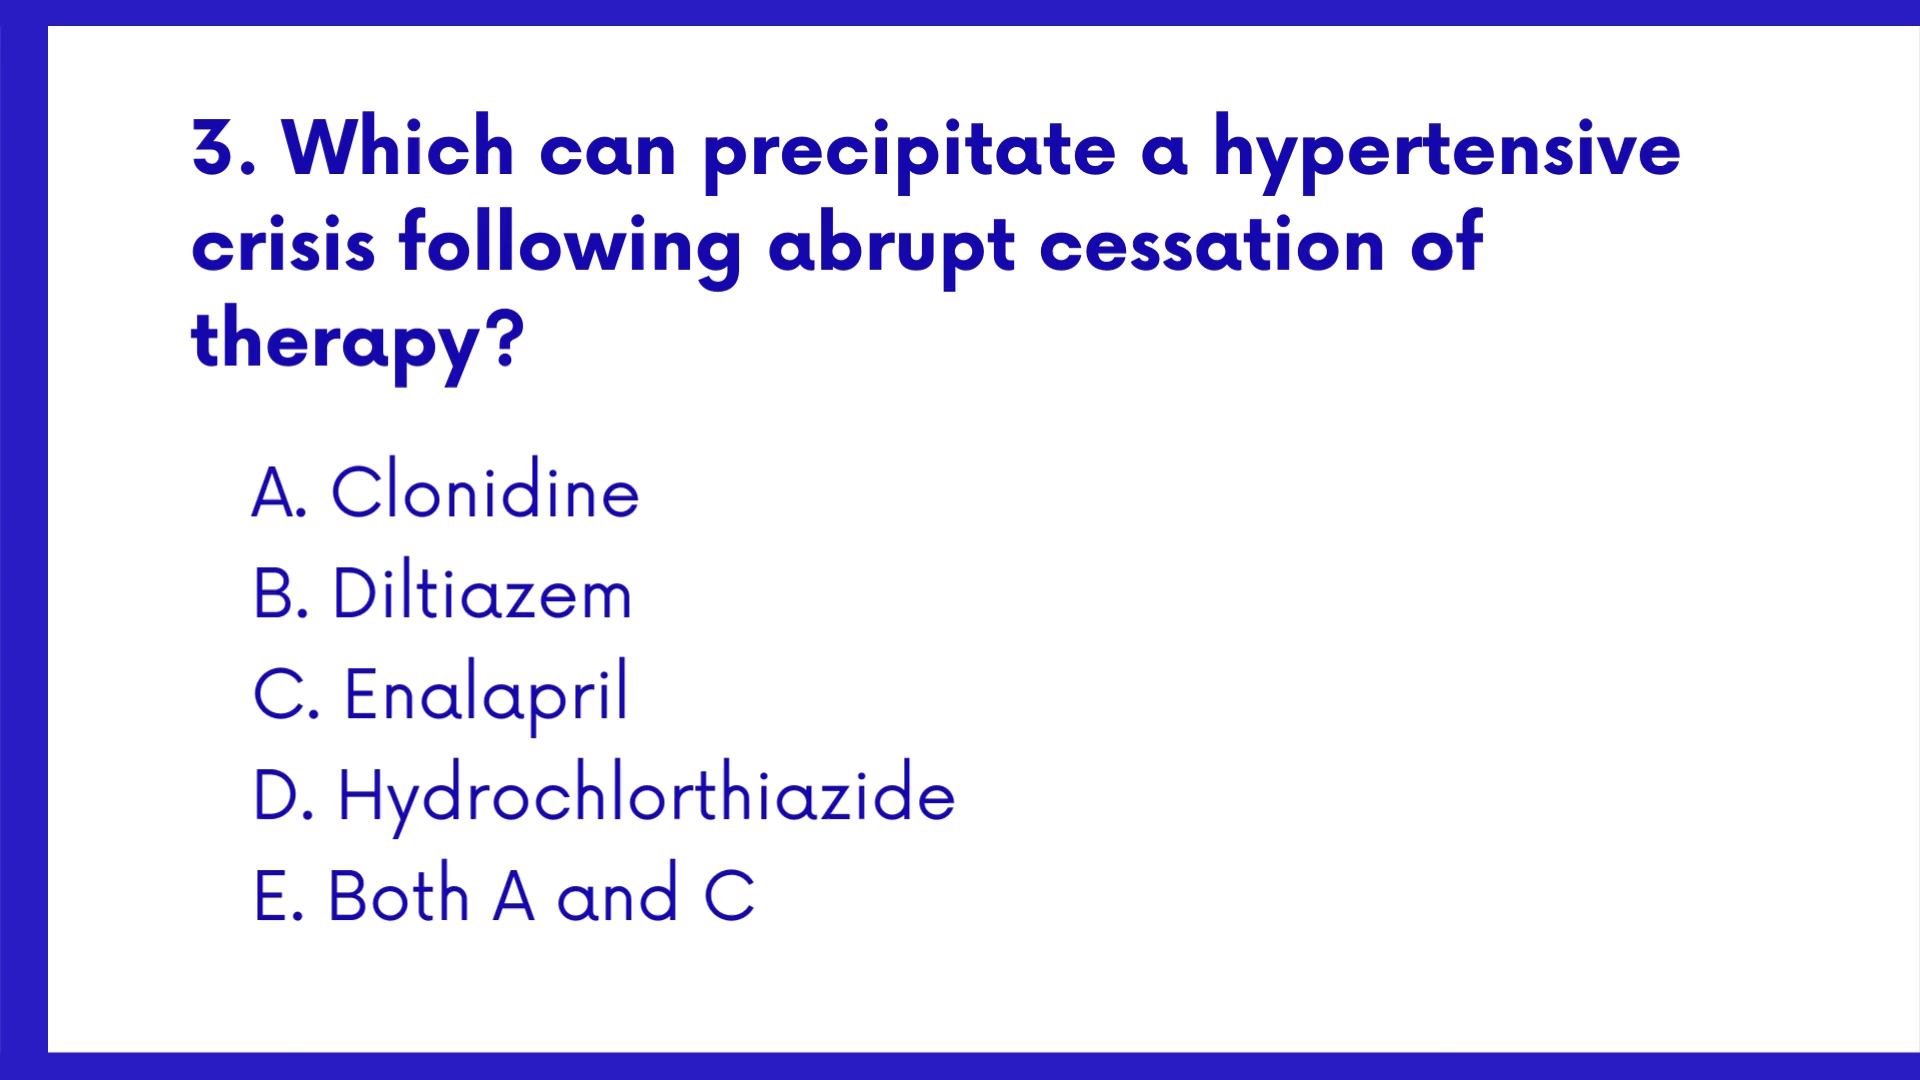 3. Which can precipitate a hypertensive
crisis following abrupt cessation of
therapy?
A. Clonidine
B. Diltiazem
C. Enalapril
D. Hydrochlorthiazide
E. Both A and C